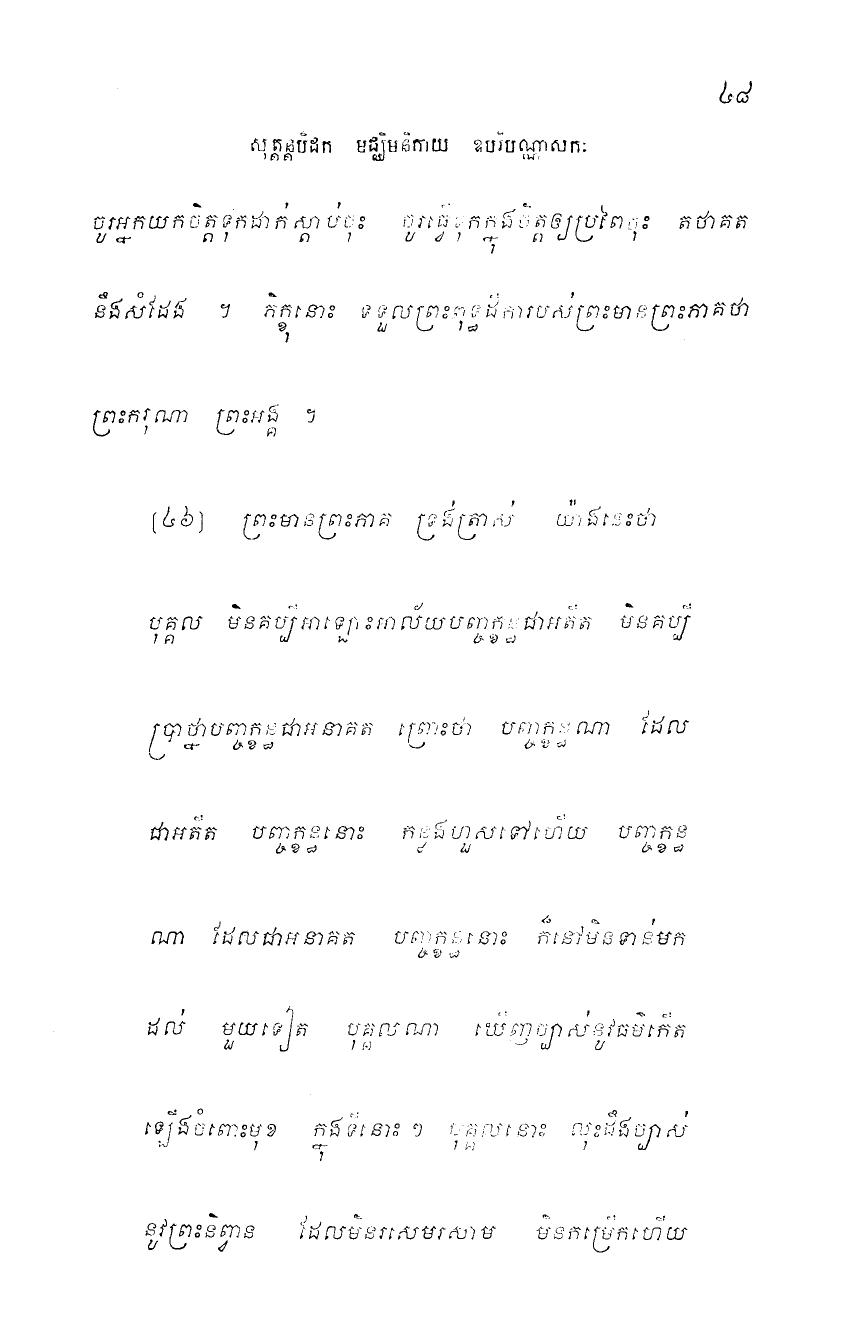 ៤៨
សុត្តន្តបិដក មជ្ឈិមនិកាយ ឧបរិបណ្ណាសកៈ
ចូរអ្នកយកចិត្តទុកដាក់ស្តាប់ចុះ ចូរធ្វើទុកក្នុងចិត្តឲ្យប្រពៃចុះ តថាគត
នឹងសំដែង ។ ភិក្ខុនោះ ទទួលព្រះពុទ្ធដីការបស់ព្រះមានព្រះភាគថា
ព្រះករុណា ព្រះអង្គ ។
[៤៦] ព្រះមានព្រះភាគ ទ្រង់ត្រាស់ យ៉ាងនេះថា
បុគ្គល មិនគប្បីអាឡោះអាល័យបញ្ចក្ខន្ធជាអតីត មិនគប្បី
ប្រាថ្នាបញ្ចក្ខន្ធជាអនាគត ព្រោះថា បញ្ចក្ខន្ធណា ដែល
ជាអតីត បញ្ចក្ខន្ធនោះ កន្លងហួសទៅហើយ បញ្ចក្ខន្ធ
ណា ដែលជាអនាគត បញ្ចក្ខន្ធនោះ ក៏នៅមិនទាន់មក
ដល់ មួយទៀត បុគ្គលណា ឃើញច្បាស់នូវធម៌កើត
ឡើងចំពោះមុខ ក្នុងទីនោះៗ បុគ្គលនោះ លុះដឹងច្បាស់
នូវព្រះនិព្វាន ដែលមិនរសេមរសាម មិនកម្រើកហើយ